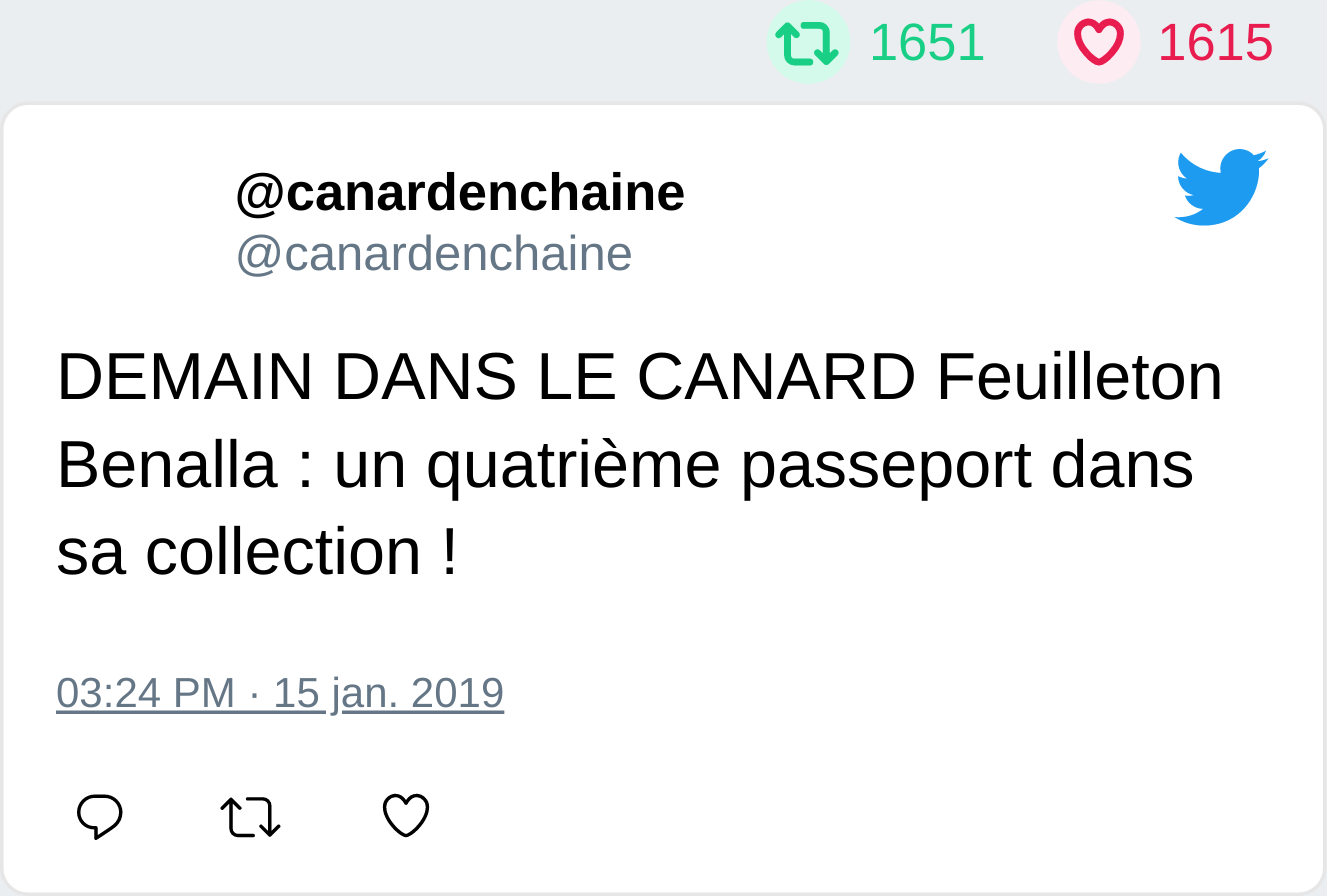 1651 1615
@canardenchaine
@canardenchaine
DEMAIN DANS LE CANARD Feuilleton
Benalla : un quatrième passeport dans
sa collection !
03:24 PM · 15 jan. 2019